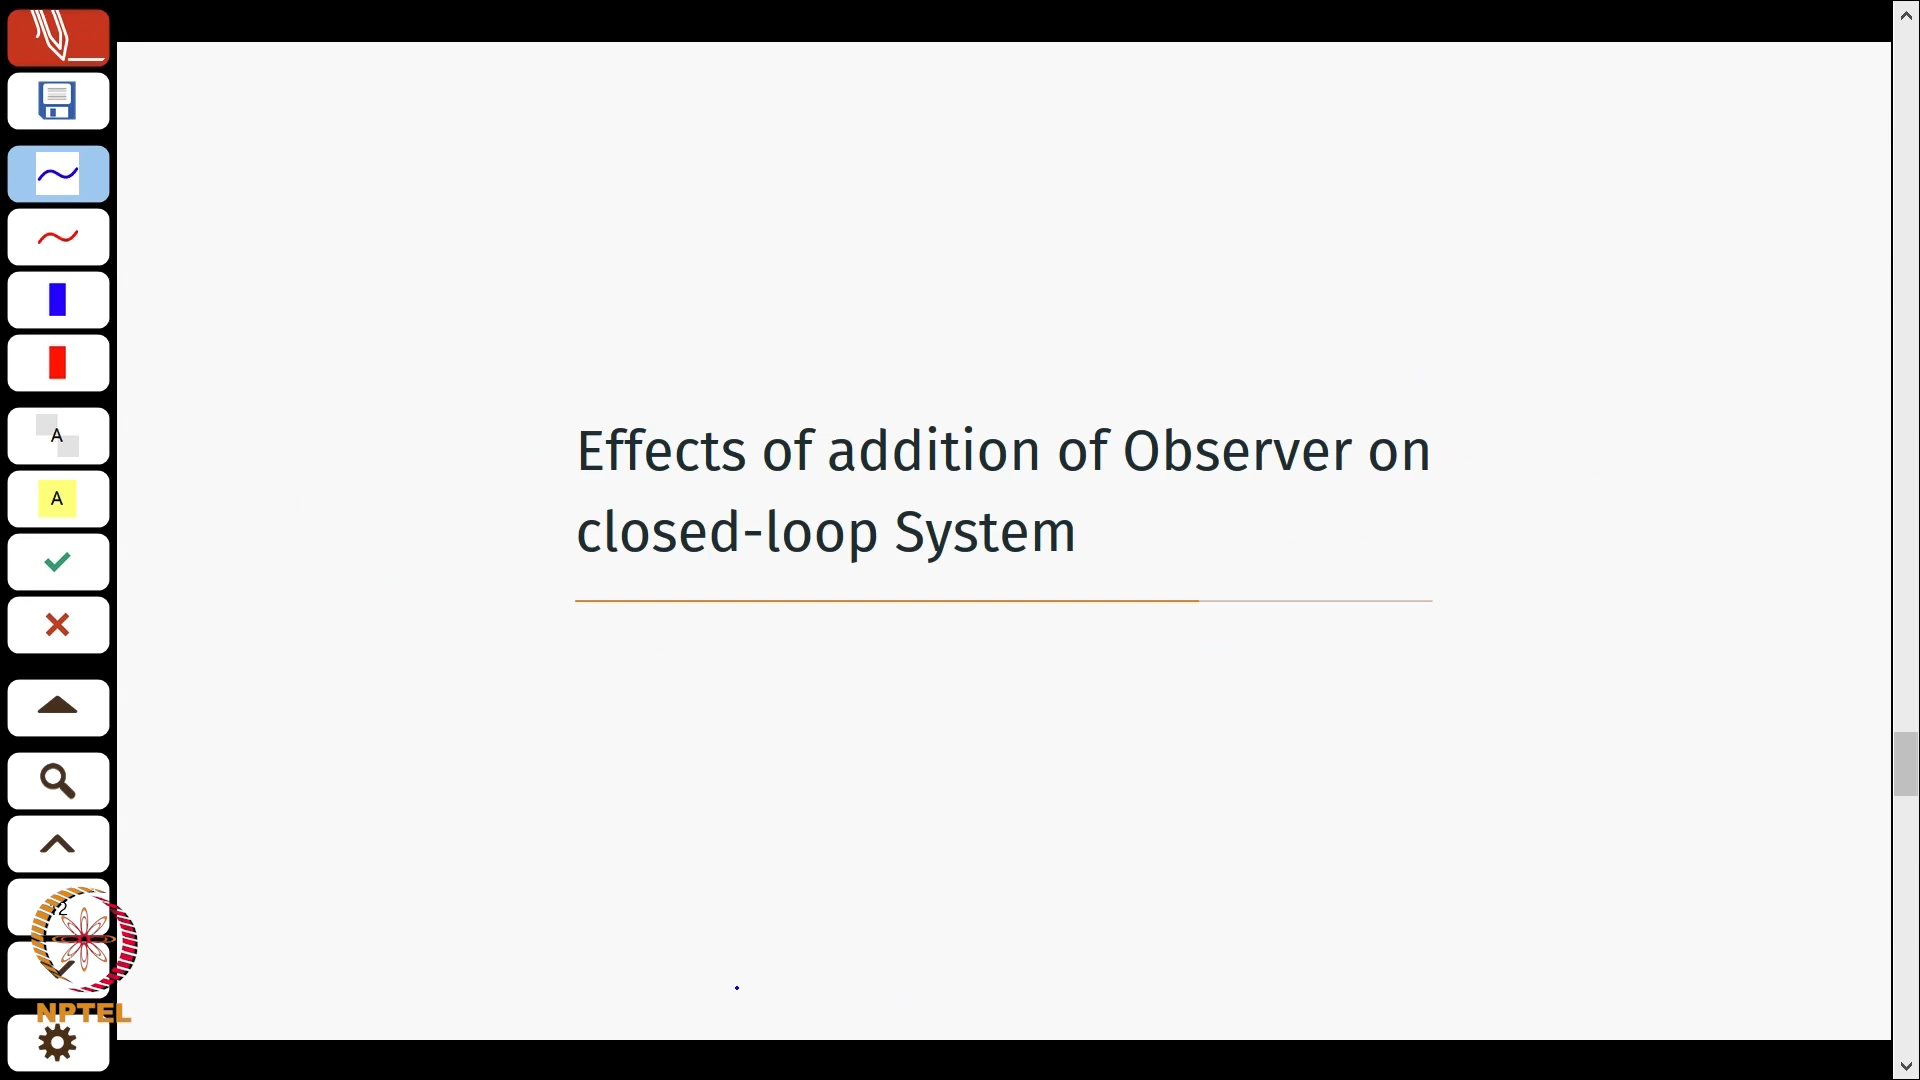 Effects of addition of Observer on
closed-loop System
A
A
NPTEL